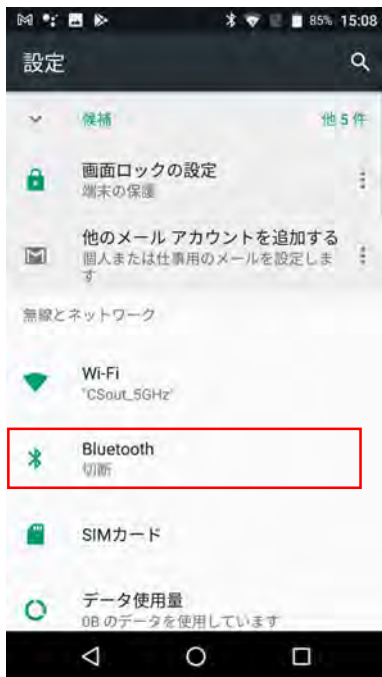 85% 15:08
設定
候補 他 5 件
画面ロックの設定
端末の保護
他のメール アカウントを追加する
個人または仕事用のメールを設定しま
す
無線とネットワーク
Wi-Fi
"CSout_5GHz"
Bluetooth
切断
SIMカード
データ使用量
0B のデータを使用しています